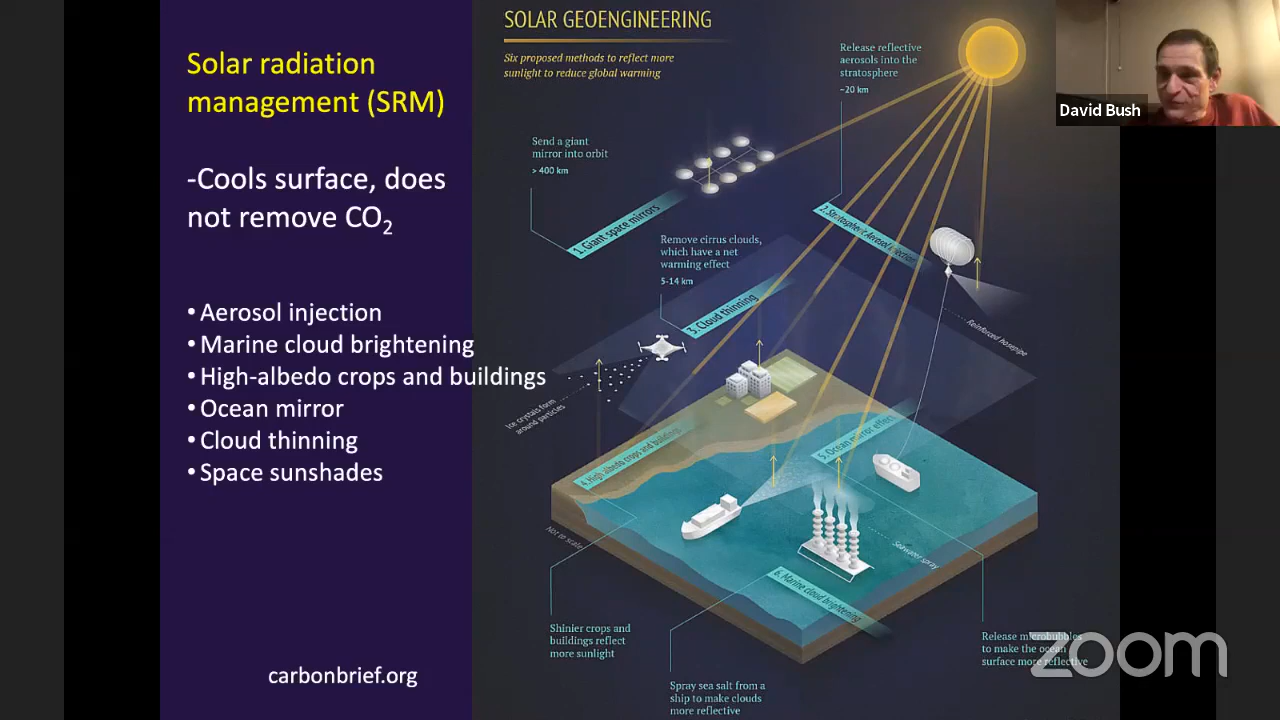 Solar radiation
management (SRM)
-Cools surface, does
not remove CO₂
•Aerosol injection
•Marine cloud brightening
•High-albedo crops and buildings
•Ocean mirror
•Cloud thinning
•Space sunshades
carbonbrief.org
SOLAR GEOENGINEERING
Six proposed methods to reflect more
sunlight to reduce global warming
Release reflective
aerosols into the
stratosphere
~20 km
David Bush
Send a giant
mirror into orbit
> 400 km
1. Giant space mirrors
2. Stratospheric Aerosol Injection
Remove cirrus clouds,
which have a net
warming effect
5-14 km
3. Cloud thinning
Reinforced hosepipe
Ice crystals form
around particles
4. High albedo crops and buildings
5. Ocean mirror effect
Not to scale
Seawater spray
6. Marine cloud brightening
Shinier crops and
buildings reflect
more sunlight
Release microbubbles
to make the ocean
surface more reflective
Spray sea salt from a
ship to make clouds
more reflective
zoom